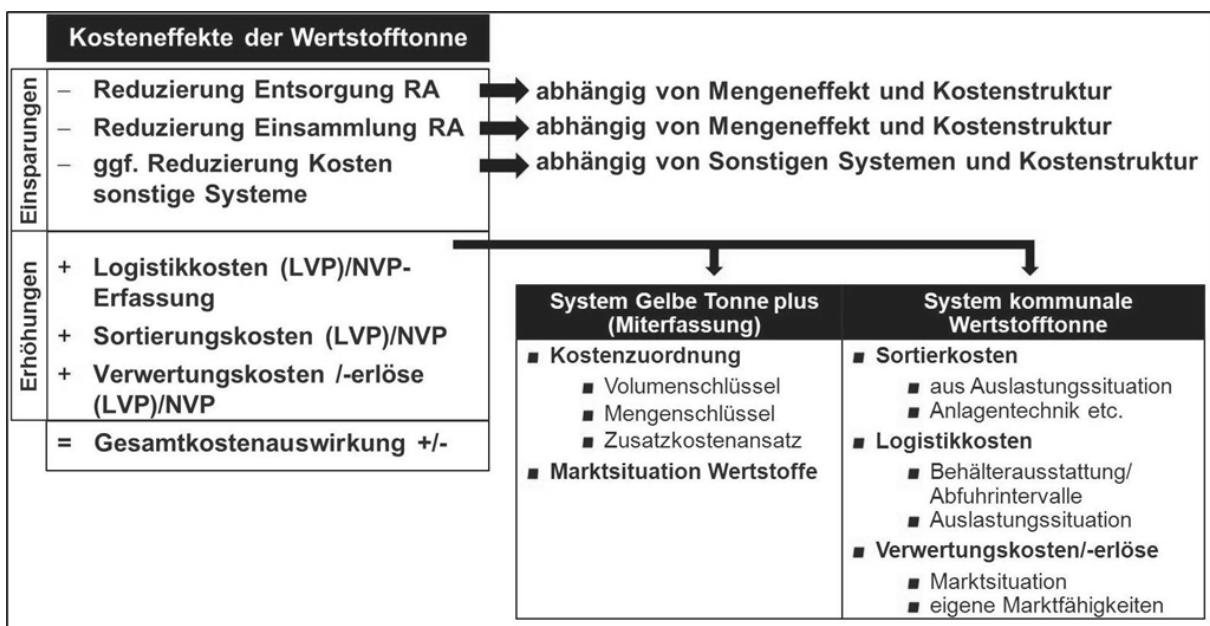 Kosteneffekte der Wertstofftonne
Einsparungen
– Reduzierung Entsorgung RA
abhängig von Mengeneffekt und Kostenstruktur
– Reduzierung Einsammlung RA
abhängig von Mengeneffekt und Kostenstruktur
– ggf. Reduzierung Kosten
sonstige Systeme
abhängig von Sonstigen Systemen und Kostenstruktur
Erhöhungen
+ Logistikkosten (LVP)/NVP-
Erfassung
+ Sortierungskosten (LVP)/NVP
+ Verwertungskosten /-erlöse
(LVP)/NVP
= Gesamtkostenauswirkung +/-
System Gelbe Tonne plus
(Miterfassung)
■ Kostenzuordnung
■ Volumenschlüssel
■ Mengenschlüssel
■ Zusatzkostenansatz
■ Marktsituation Wertstoffe
System kommunale
Wertstofftonne
■ Sortierkosten
■ aus Auslastungssituation
■ Anlagentechnik etc.
■ Logistikkosten
■ Behälterausstattung/
Abfuhrintervalle
■ Auslastungssituation
■ Verwertungskosten/-erlöse
■ Marktsituation
■ eigene Marktfähigkeiten